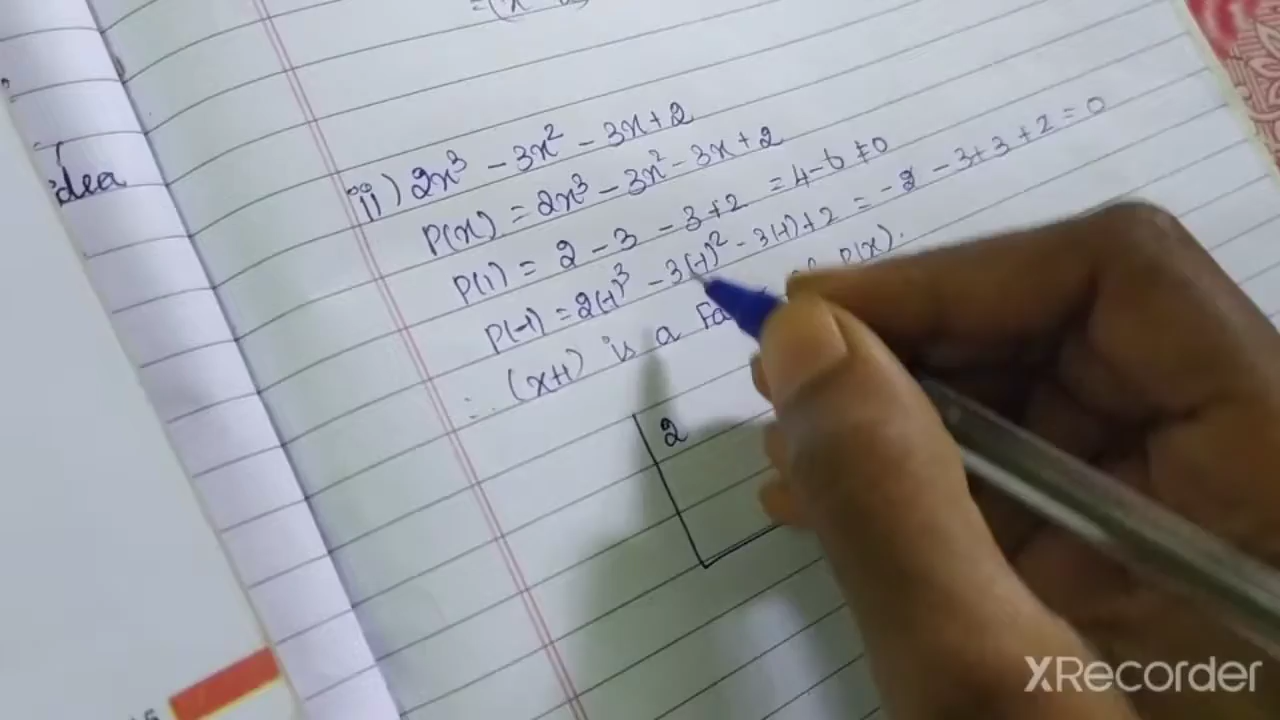 idea
ii) 2x³ - 3x² - 3x + 2
P(x) = 2x³ - 3x² - 3x + 2
P(1) = 2 - 3 - 3 + 2 = 4 - 6 ≠ 0
P(-1) = 2(-1)³ - 3(-1)² - 3(-1) + 2 = -2 - 3 + 3 + 2 = 0
∴ (x+1) is a P(x).
2
XRecorder